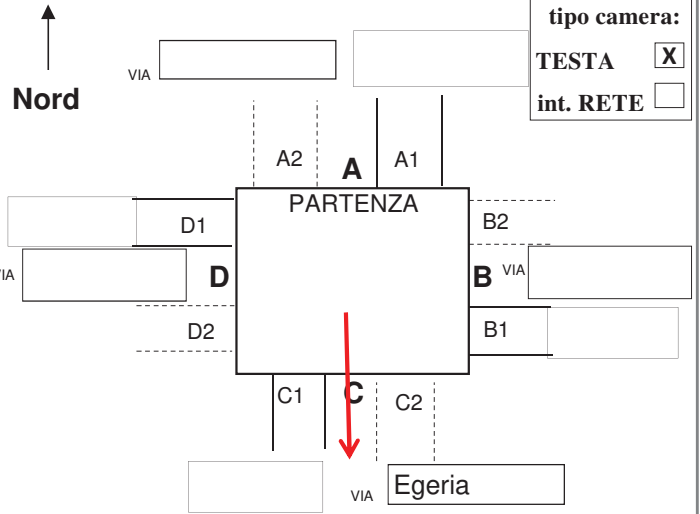 tipo camera:
TESTA X
int. RETE
Nord
VIA
A2 A A1
PARTENZA
D1 B2
VIA D B VIA
D2 B1
C1 C C2
VIA Egeria